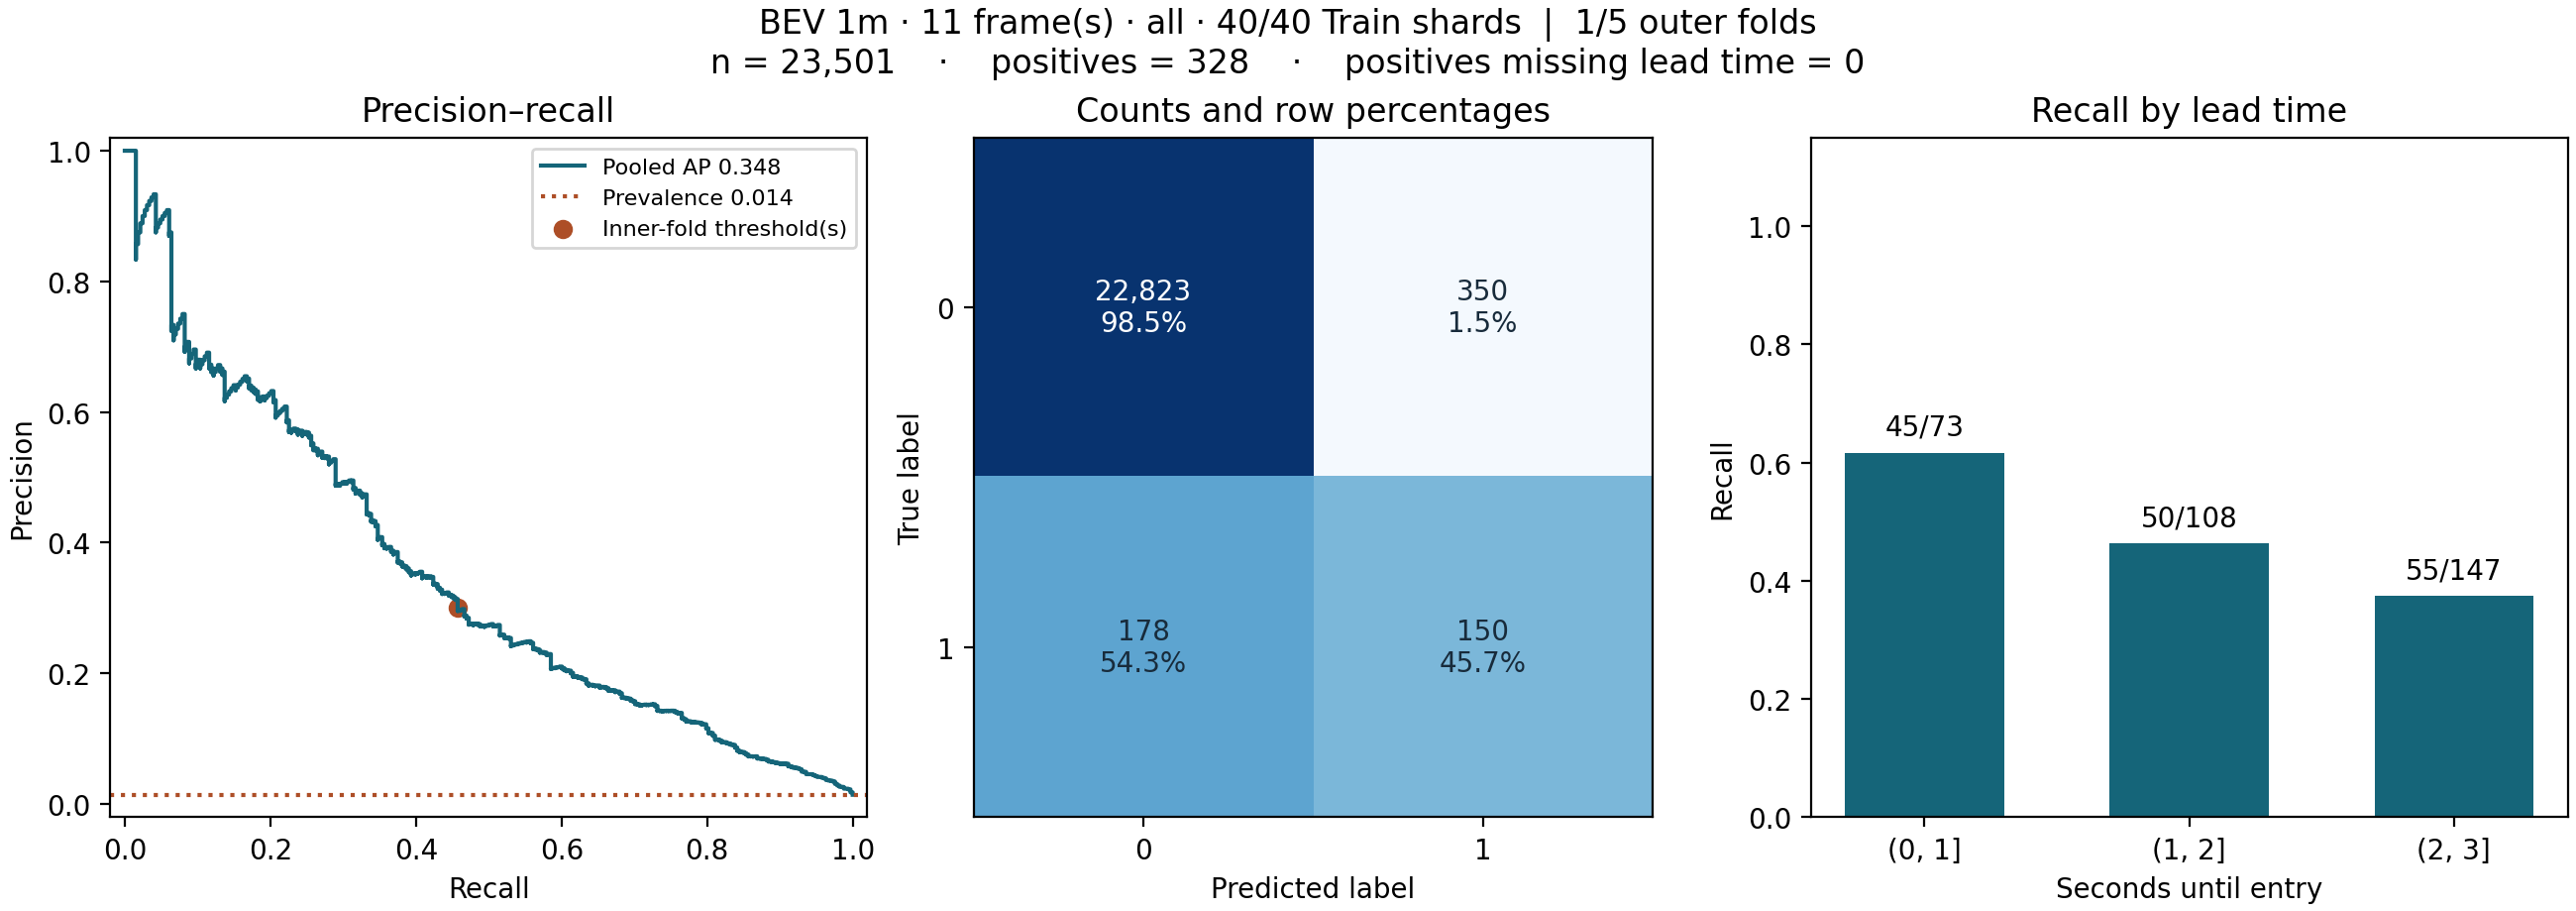 BEV 1m · 11 frame(s) · all · 40/40 Train shards | 1/5 outer folds
n = 23,501 · positives = 328 · positives missing lead time = 0
Precision–recall
1.0
0.8
0.6
0.4
0.2
0.0
Precision
0.0 0.2 0.4 0.6 0.8 1.0
Recall
Pooled AP 0.348
Prevalence 0.014
Inner-fold threshold(s)
Counts and row percentages
True label
0
1
22,823
98.5%
350
1.5%
178
54.3%
150
45.7%
0 1
Predicted label
Recall by lead time
Recall
1.0
0.8
0.6
0.4
0.2
0.0
45/73
50/108
55/147
(0, 1] (1, 2] (2, 3]
Seconds until entry